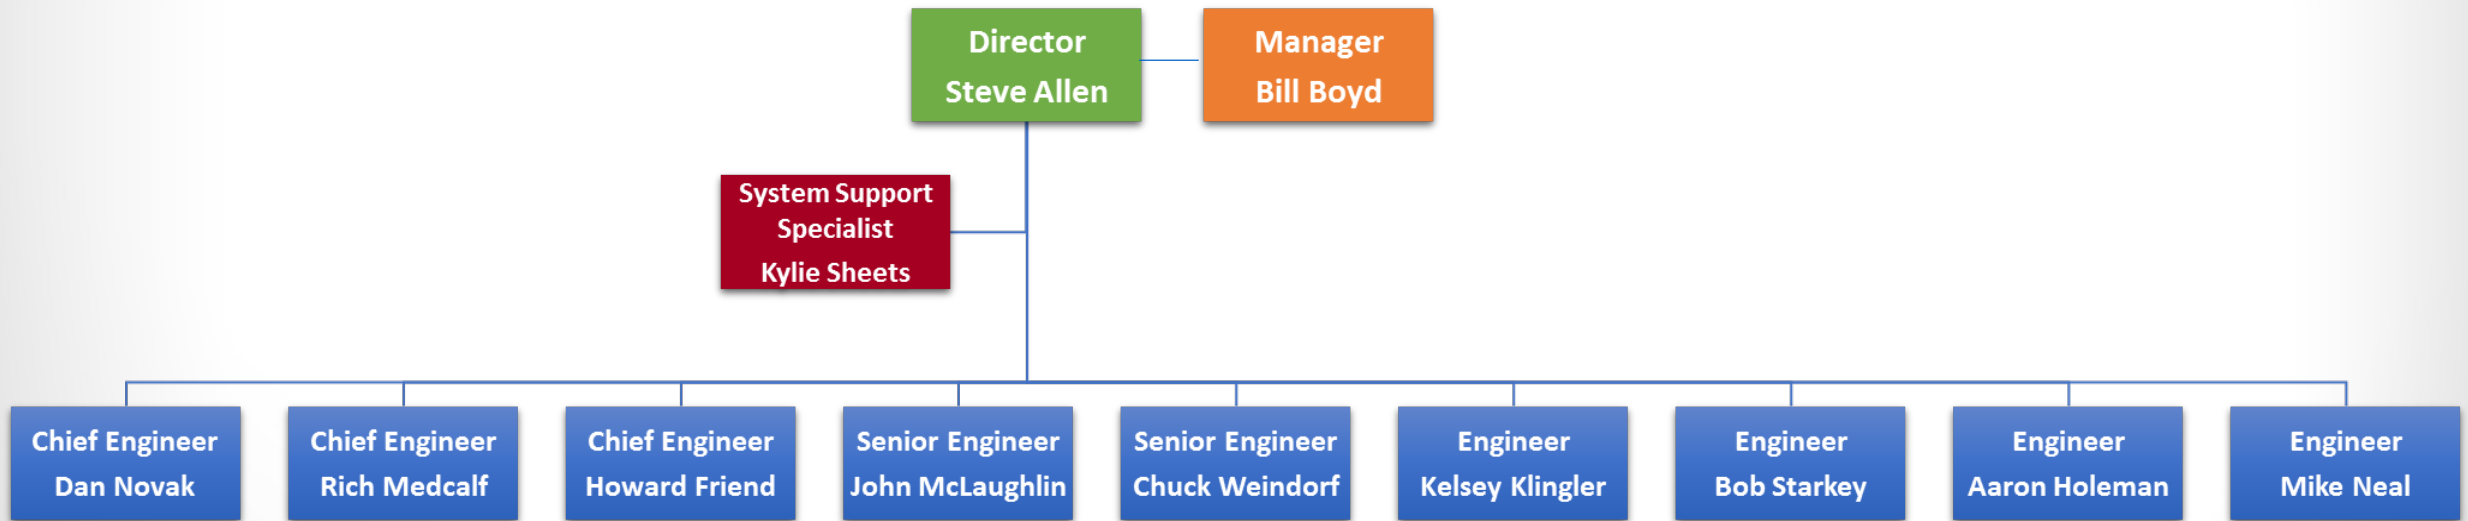 Director
Steve Allen
Manager
Bill Boyd
System Support
Specialist
Kylie Sheets
Chief Engineer
Dan Novak
Chief Engineer
Rich Medcalf
Chief Engineer
Howard Friend
Senior Engineer
John McLaughlin
Senior Engineer
Chuck Weindorf
Engineer
Kelsey Klingler
Engineer
Bob Starkey
Engineer
Aaron Holeman
Engineer
Mike Neal